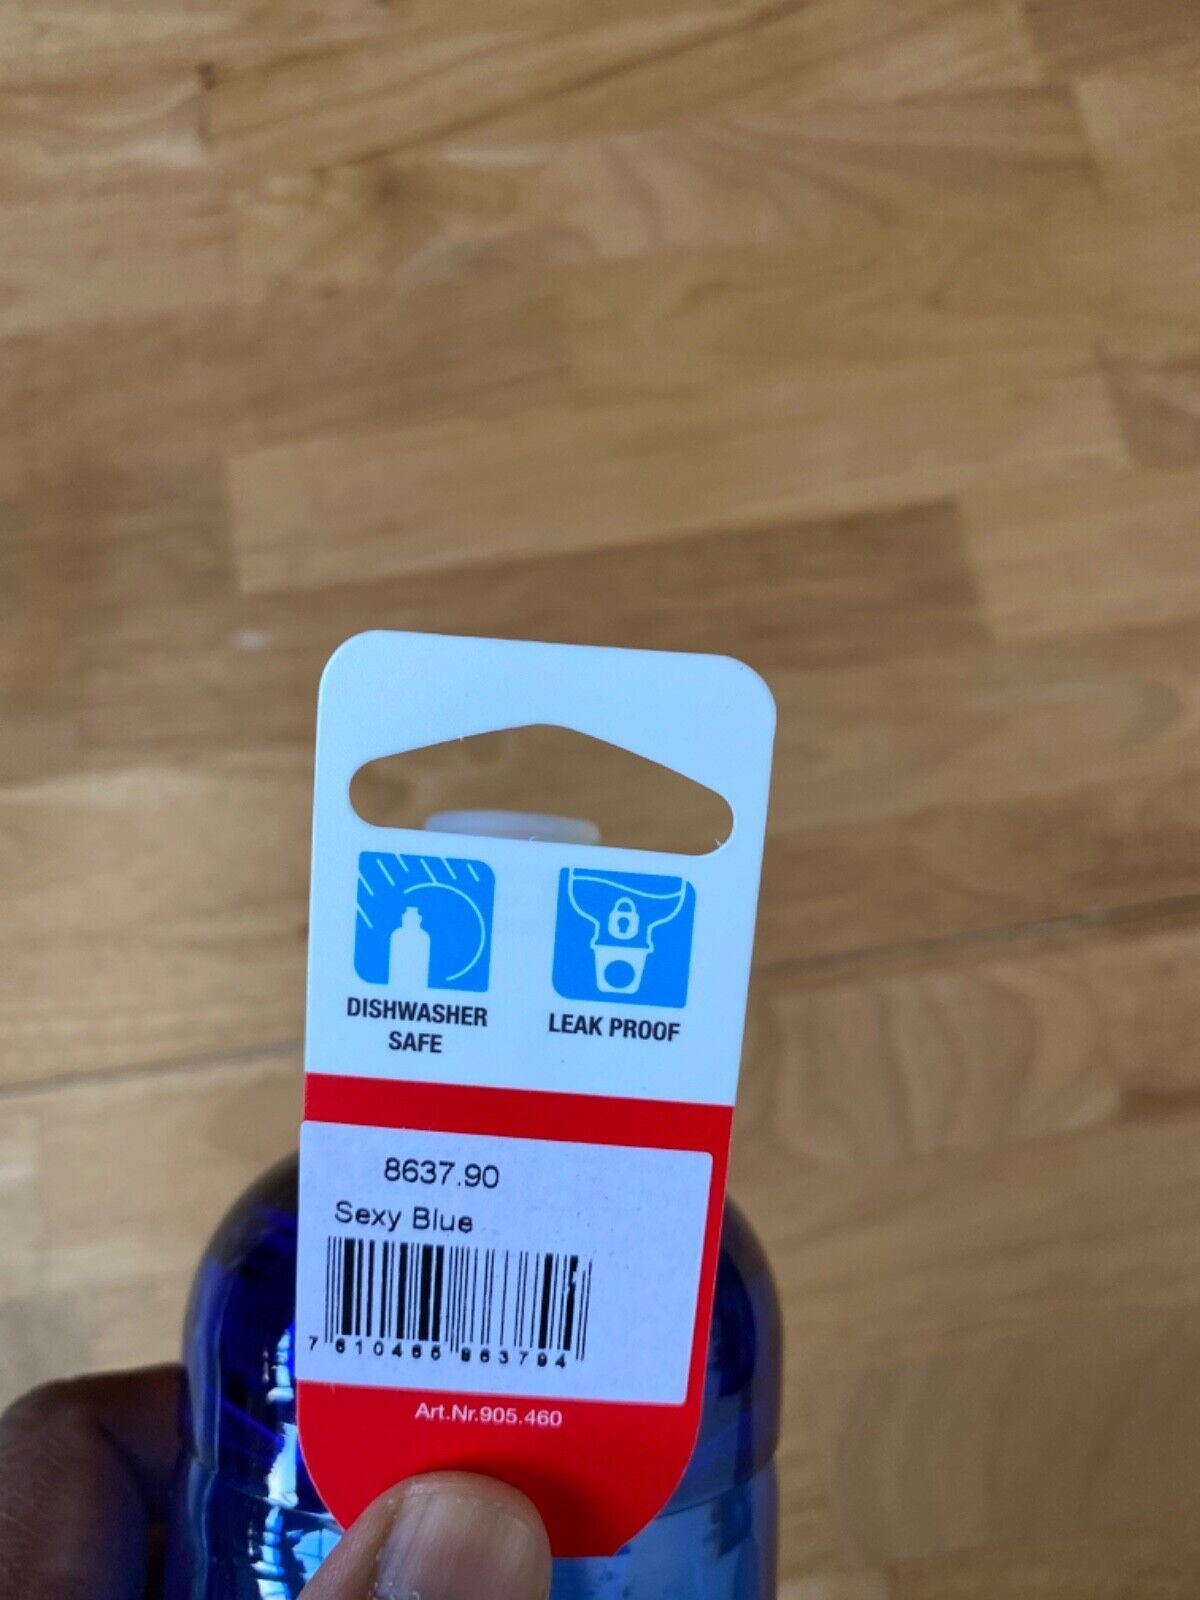 DISHWASHER
SAFE
LEAK PROOF
8637.90
Sexy Blue
7 610465 863794
Art.Nr.905.460